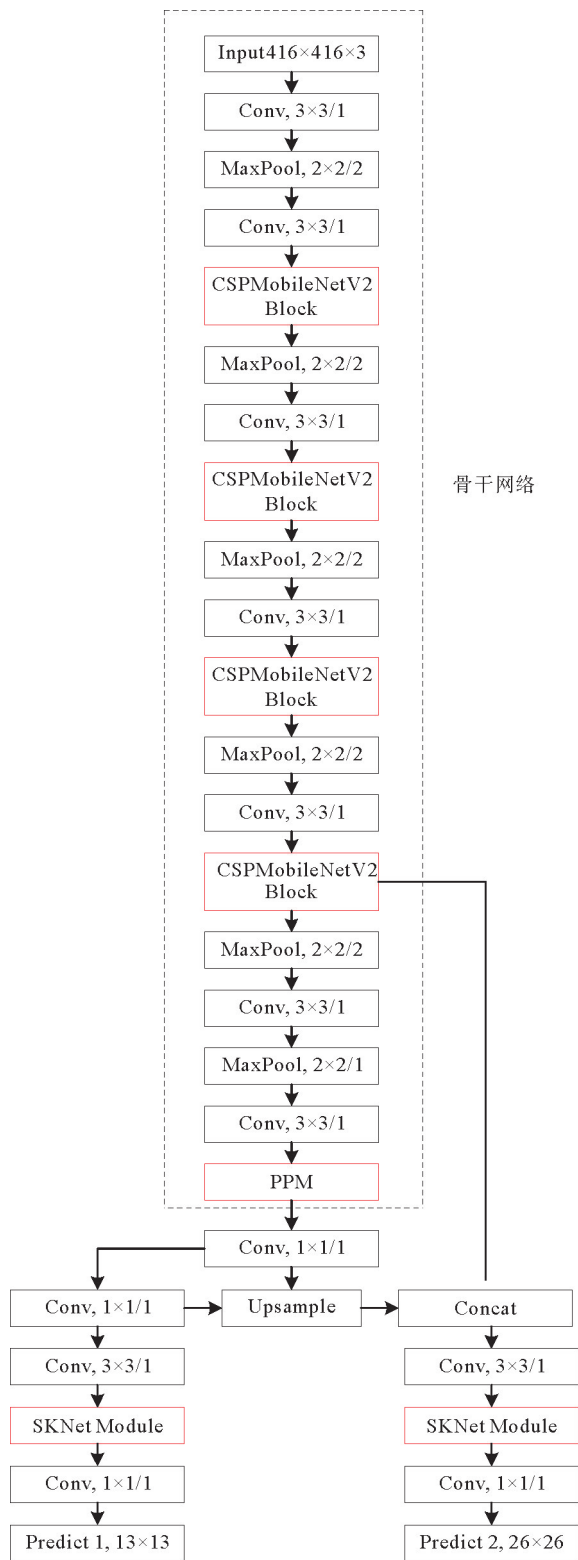 Input416×416×3
Conv, 3×3/1
MaxPool, 2×2/2
Conv, 3×3/1
CSPMobileNetV2
Block
MaxPool, 2×2/2
Conv, 3×3/1
CSPMobileNetV2
Block
骨干网络
MaxPool, 2×2/2
Conv, 3×3/1
CSPMobileNetV2
Block
MaxPool, 2×2/2
Conv, 3×3/1
CSPMobileNetV2
Block
MaxPool, 2×2/2
Conv, 3×3/1
MaxPool, 2×2/1
Conv, 3×3/1
PPM
Conv, 1×1/1
Conv, 1×1/1
Upsample
Concat
Conv, 3×3/1
Conv, 3×3/1
SKNet Module
SKNet Module
Conv, 1×1/1
Conv, 1×1/1
Predict 1, 13×13
Predict 2, 26×26